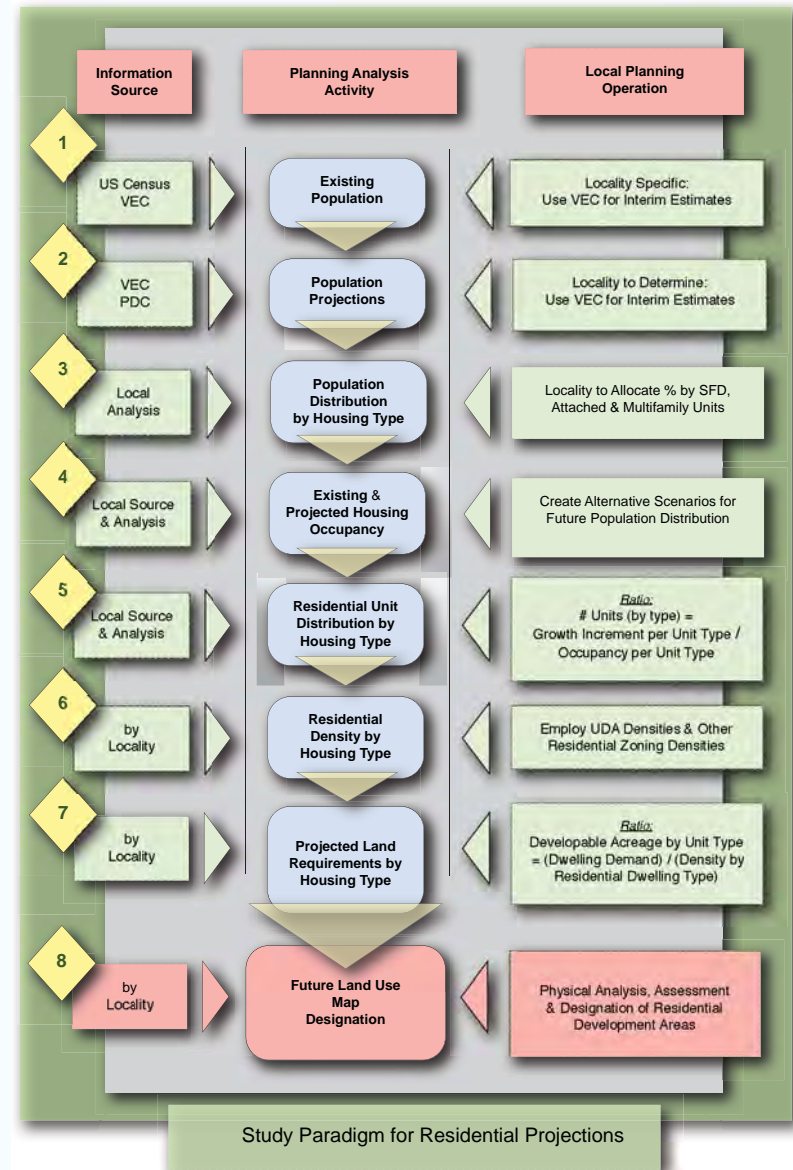 Information
Source
Planning Analysis
Activity
Local Planning
Operation
1
US Census
VEC
Existing
Population
Locality Specific:
Use VEC for Interim Estimates
2
VEC
PDC
Population
Projections
Locality to Determine:
Use VEC for Interim Estimates
3
Local
Analysis
Population
Distribution
by Housing Type
Locality to Allocate % by SFD,
Attached & Multifamily Units
4
Local Source
& Analysis
Existing &
Projected Housing
Occupancy
Create Alternative Scenarios for
Future Population Distribution
5
Local Source
& Analysis
Residential Unit
Distribution by
Housing Type
Ratio:
# Units (by type) =
Growth Increment per Unit Type /
Occupancy per Unit Type
6
by
Locality
Residential
Density by
Housing Type
Employ UDA Densities & Other
Residential Zoning Densities
7
by
Locality
Projected Land
Requirements by
Housing Type
Ratio:
Developable Acreage by Unit Type
= (Dwelling Demand) / (Density by
Residential Dwelling Type)
8
by
Locality
Future Land Use
Map
Designation
Physical Analysis, Assessment
& Designation of Residential
Development Areas
Study Paradigm for Residential Projections